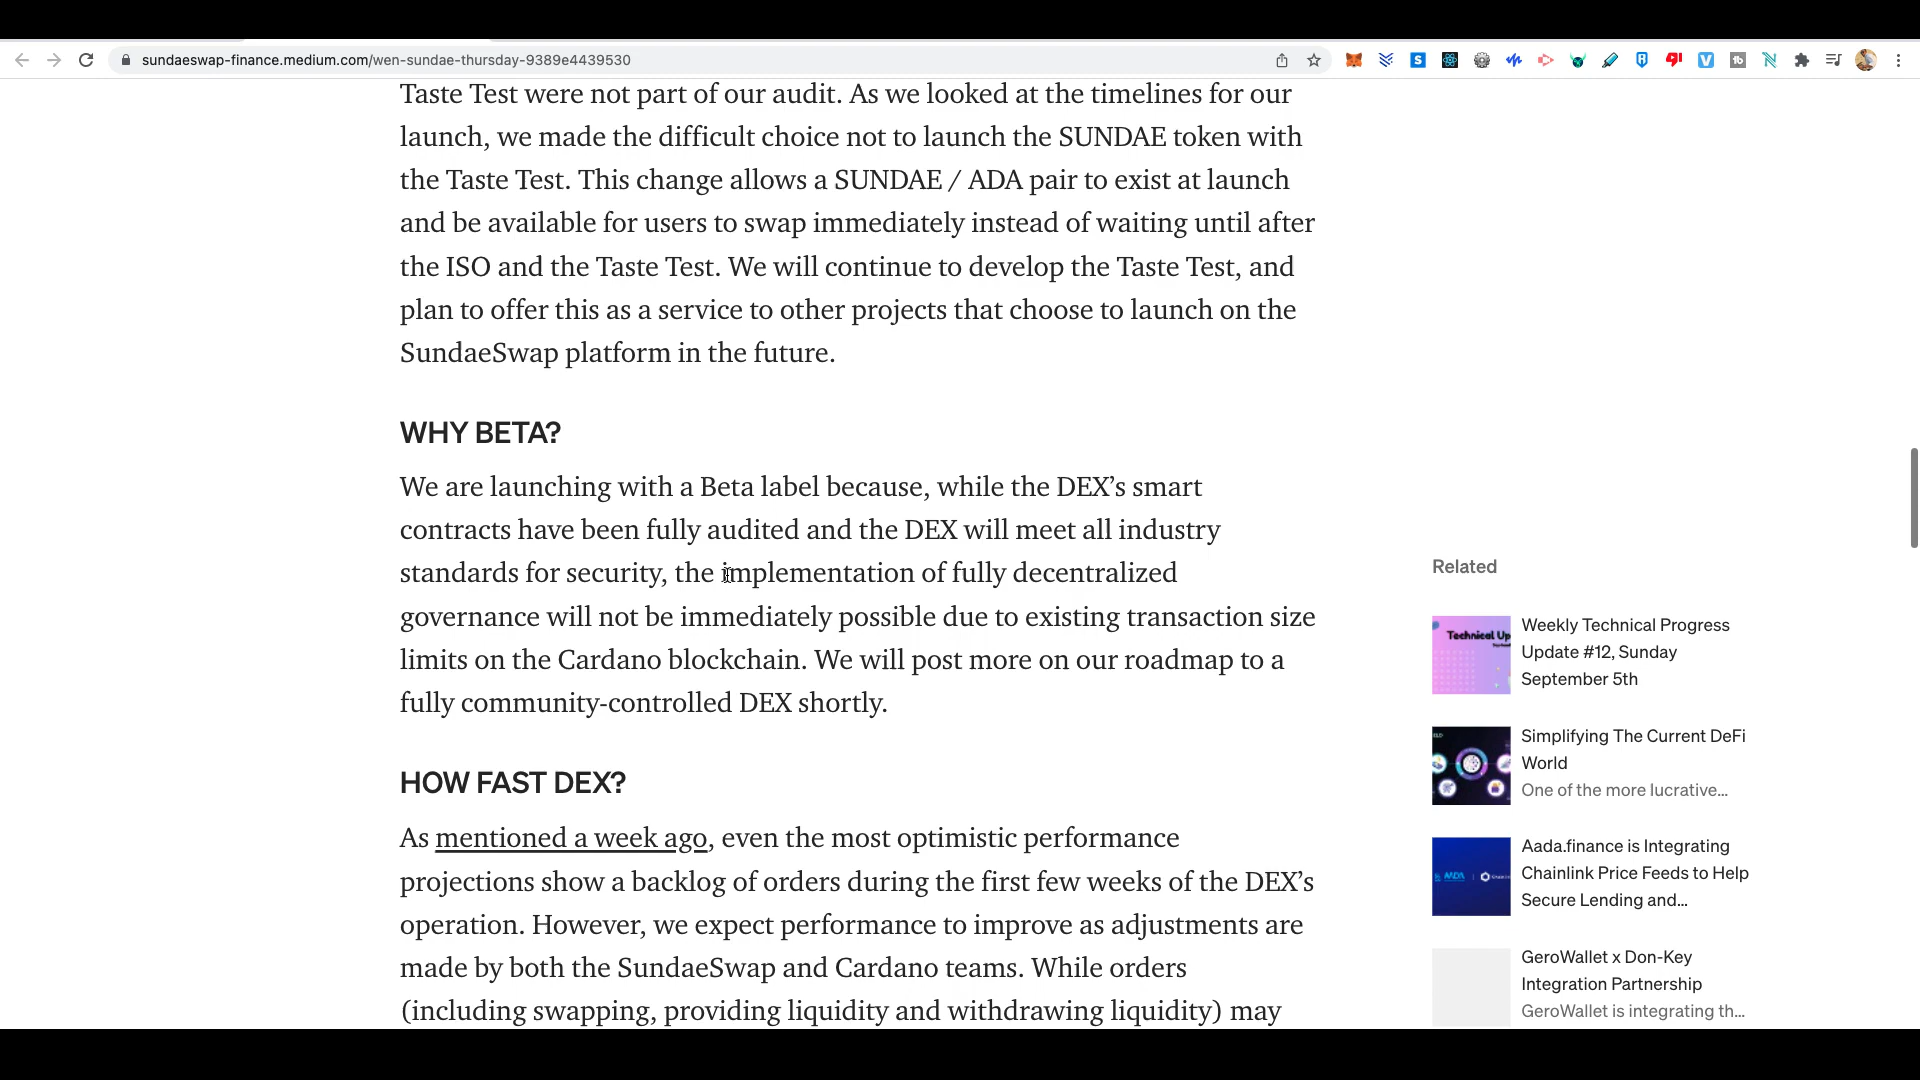 sundaeswap-finance.medium.com/wen-sundae-thursday-9389e4439530
Taste Test were not part of our audit. As we looked at the timelines for our
launch, we made the difficult choice not to launch the SUNDAE token with
the Taste Test. This change allows a SUNDAE / ADA pair to exist at launch
and be available for users to swap immediately instead of waiting until after
the ISO and the Taste Test. We will continue to develop the Taste Test, and
plan to offer this as a service to other projects that choose to launch on the
SundaeSwap platform in the future.
WHY BETA?
We are launching with a Beta label because, while the DEX’s smart
contracts have been fully audited and the DEX will meet all industry
standards for security, the implementation of fully decentralized
governance will not be immediately possible due to existing transaction size
limits on the Cardano blockchain. We will post more on our roadmap to a
fully community-controlled DEX shortly.
HOW FAST DEX?
As mentioned a week ago, even the most optimistic performance
projections show a backlog of orders during the first few weeks of the DEX’s
operation. However, we expect performance to improve as adjustments are
made by both the SundaeSwap and Cardano teams. While orders
(including swapping, providing liquidity and withdrawing liquidity) may
Related
Technical Up
Weekly Technical Progress
Update #12, Sunday
September 5th
Simplifying The Current DeFi
World
One of the more lucrative...
Aada.finance is Integrating
Chainlink Price Feeds to Help
Secure Lending and...
GeroWallet x Don-Key
Integration Partnership
GeroWallet is integrating th...